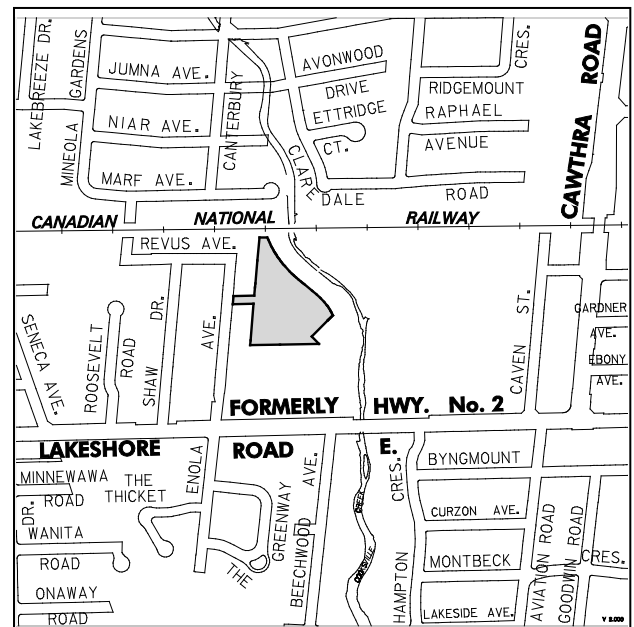 LAKEBREEZE DR.
MINEOLA GARDENS
JUMNA AVE.
CANTERBURY
AVONWOOD
DRIVE
CRES.
CAWTHRA ROAD
RIDGEMOUNT
ETTRIDGE
CT.
RAPHAEL
AVENUE
NIAR AVE.
MARF AVE.
CLARE
DALE
ROAD
CANADIAN NATIONAL RAILWAY
REVUS AVE.
SENECA AVE.
ROOSEVELT
ROAD
SHAW DR.
AVE.
CAVEN ST.
GARDNER
AVE.
EBONY
AVE.
FORMERLY HWY. No. 2
LAKESHORE ROAD E.
MINNEWAWA
ROAD
DR.
WANITA
ROAD
ONAWAY
ROAD
THE
THICKET
ENOLA
THE GREENWAY
BEECHWOOD AVE.
COOKSVILLE CREEK
HAMPTON CRES.
BYNGMOUNT
CURZON AVE.
MONTBECK
CRES.
LAKESIDE AVE.
AVIATION ROAD
GOODWIN ROAD